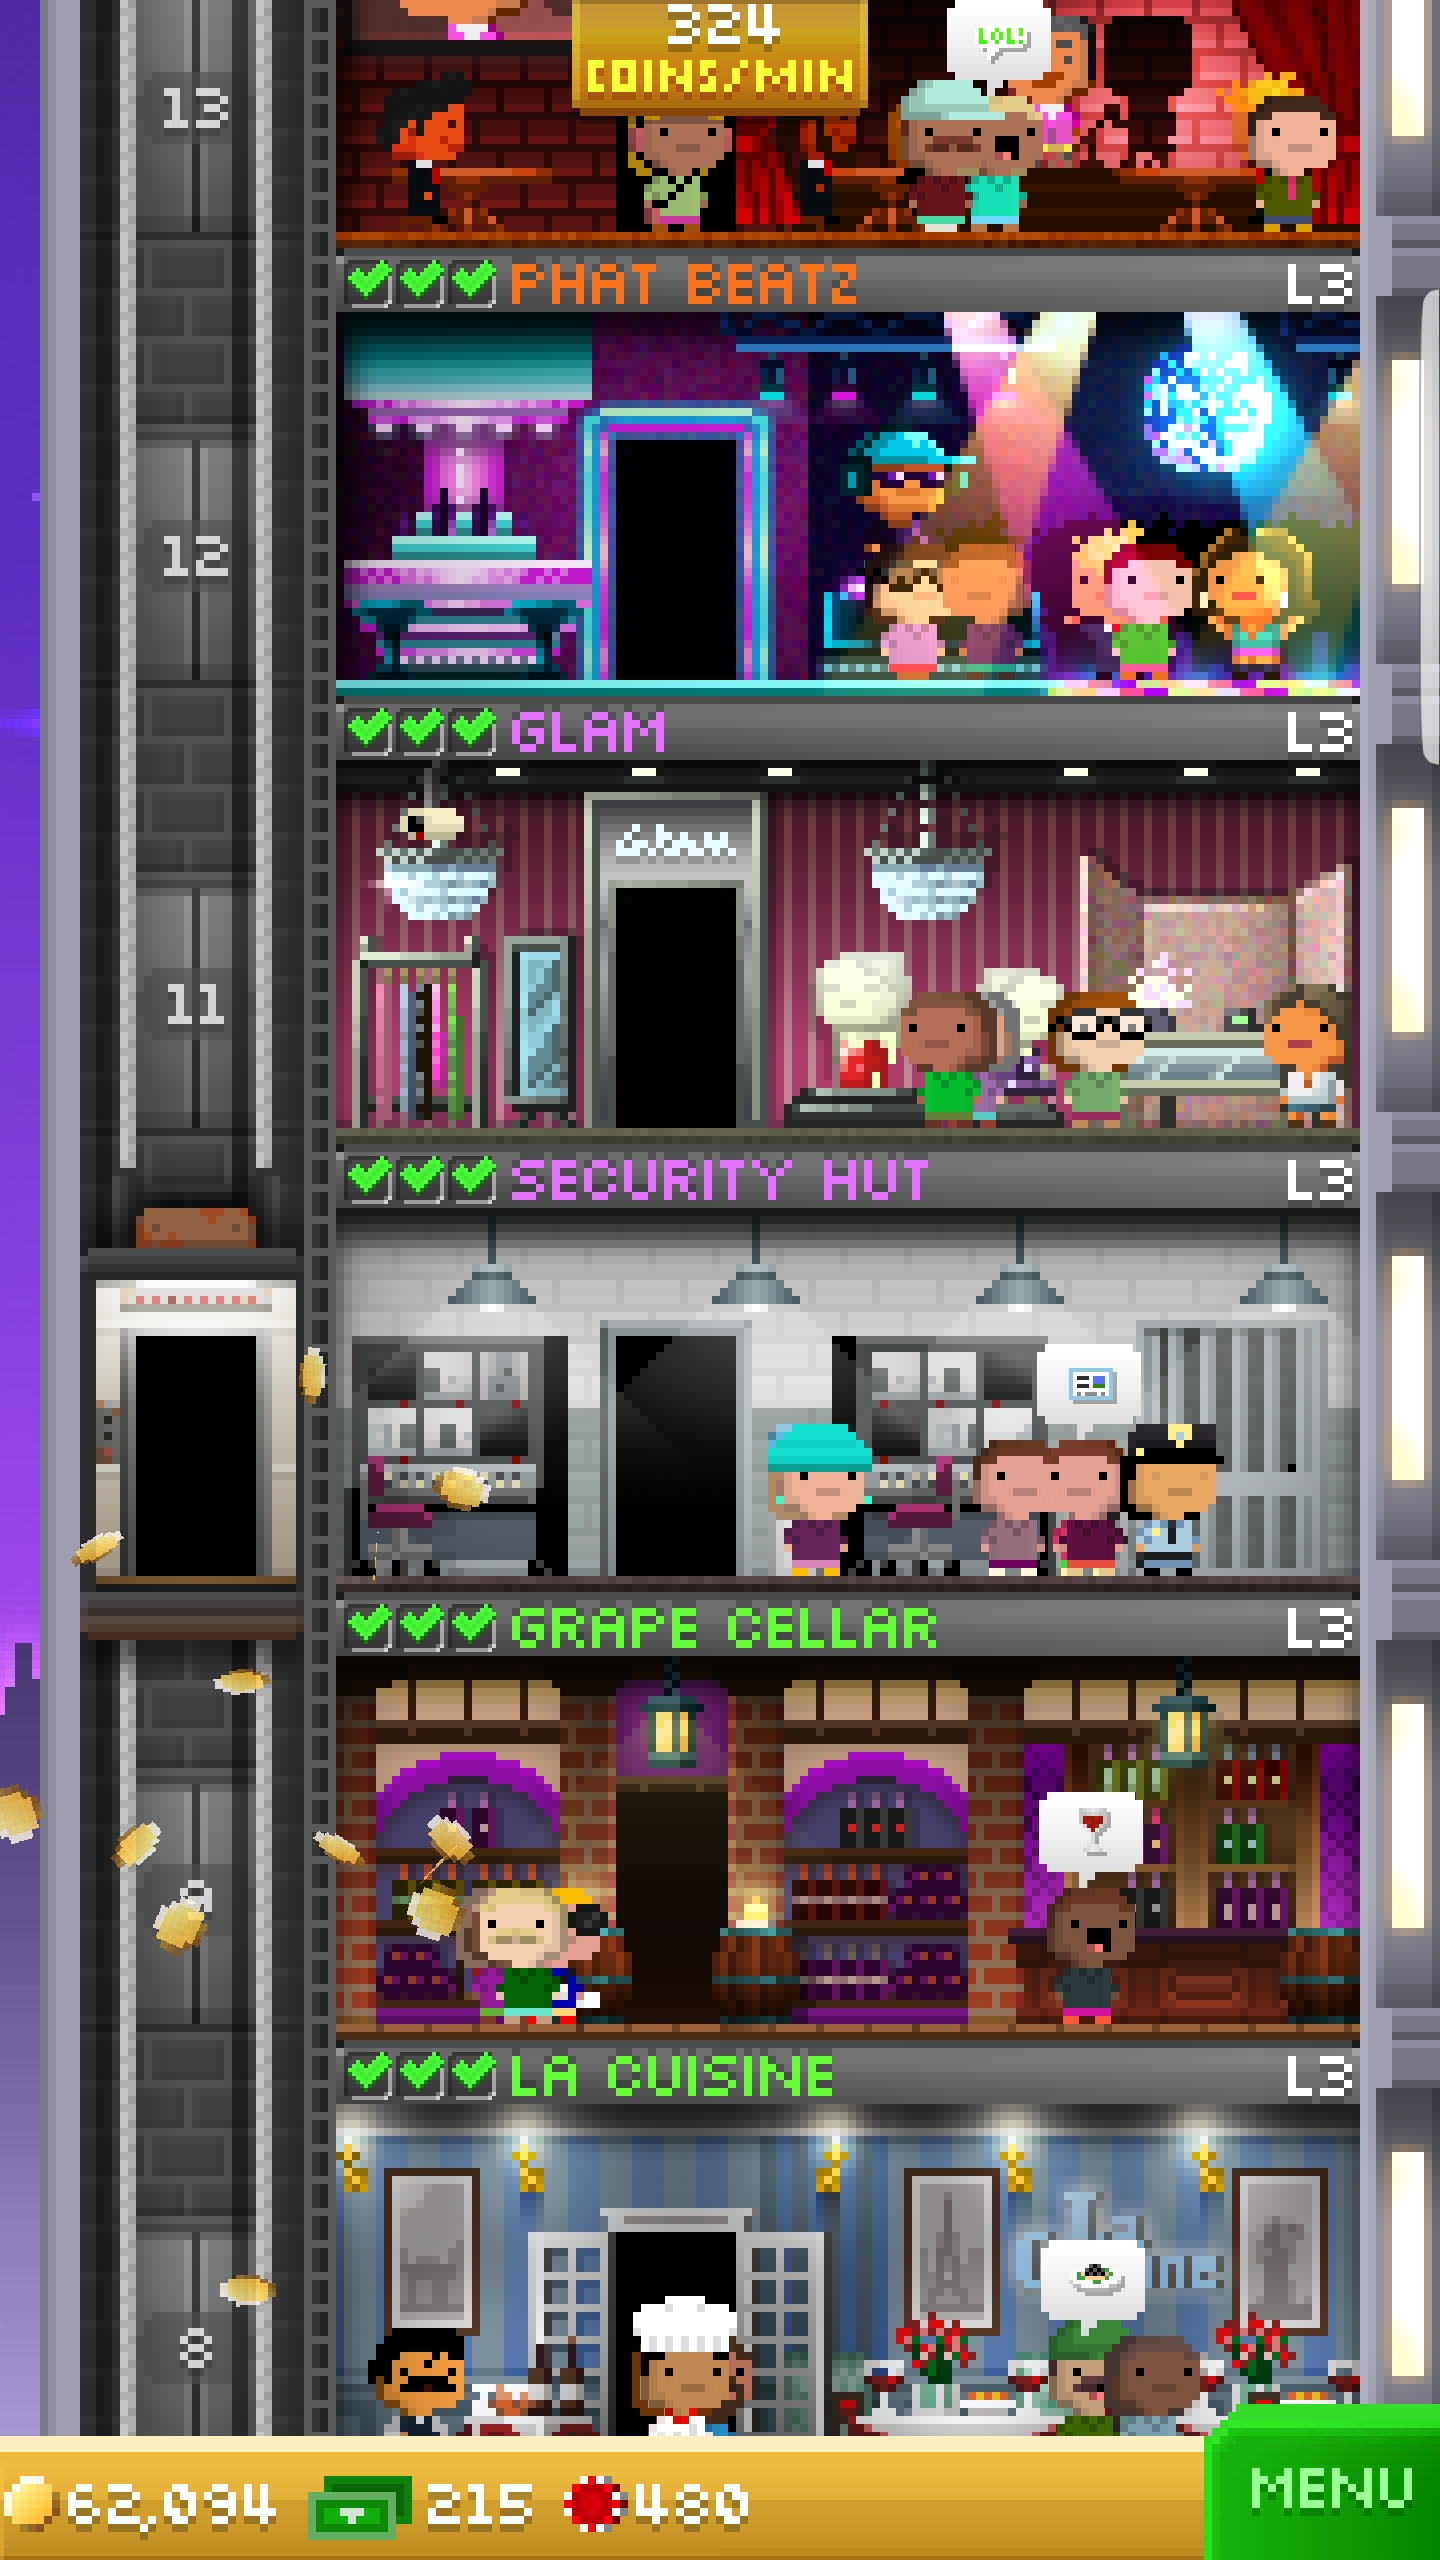 324
COINS/MIN
LOL!
13
PHAT BEATZ
L3
12
GLAM
L3
Glam
11
SECURITY HUT
L3
GRAPE CELLAR
L3
9
LA CUISINE
L3
La
8
62,094
215
480
MENU